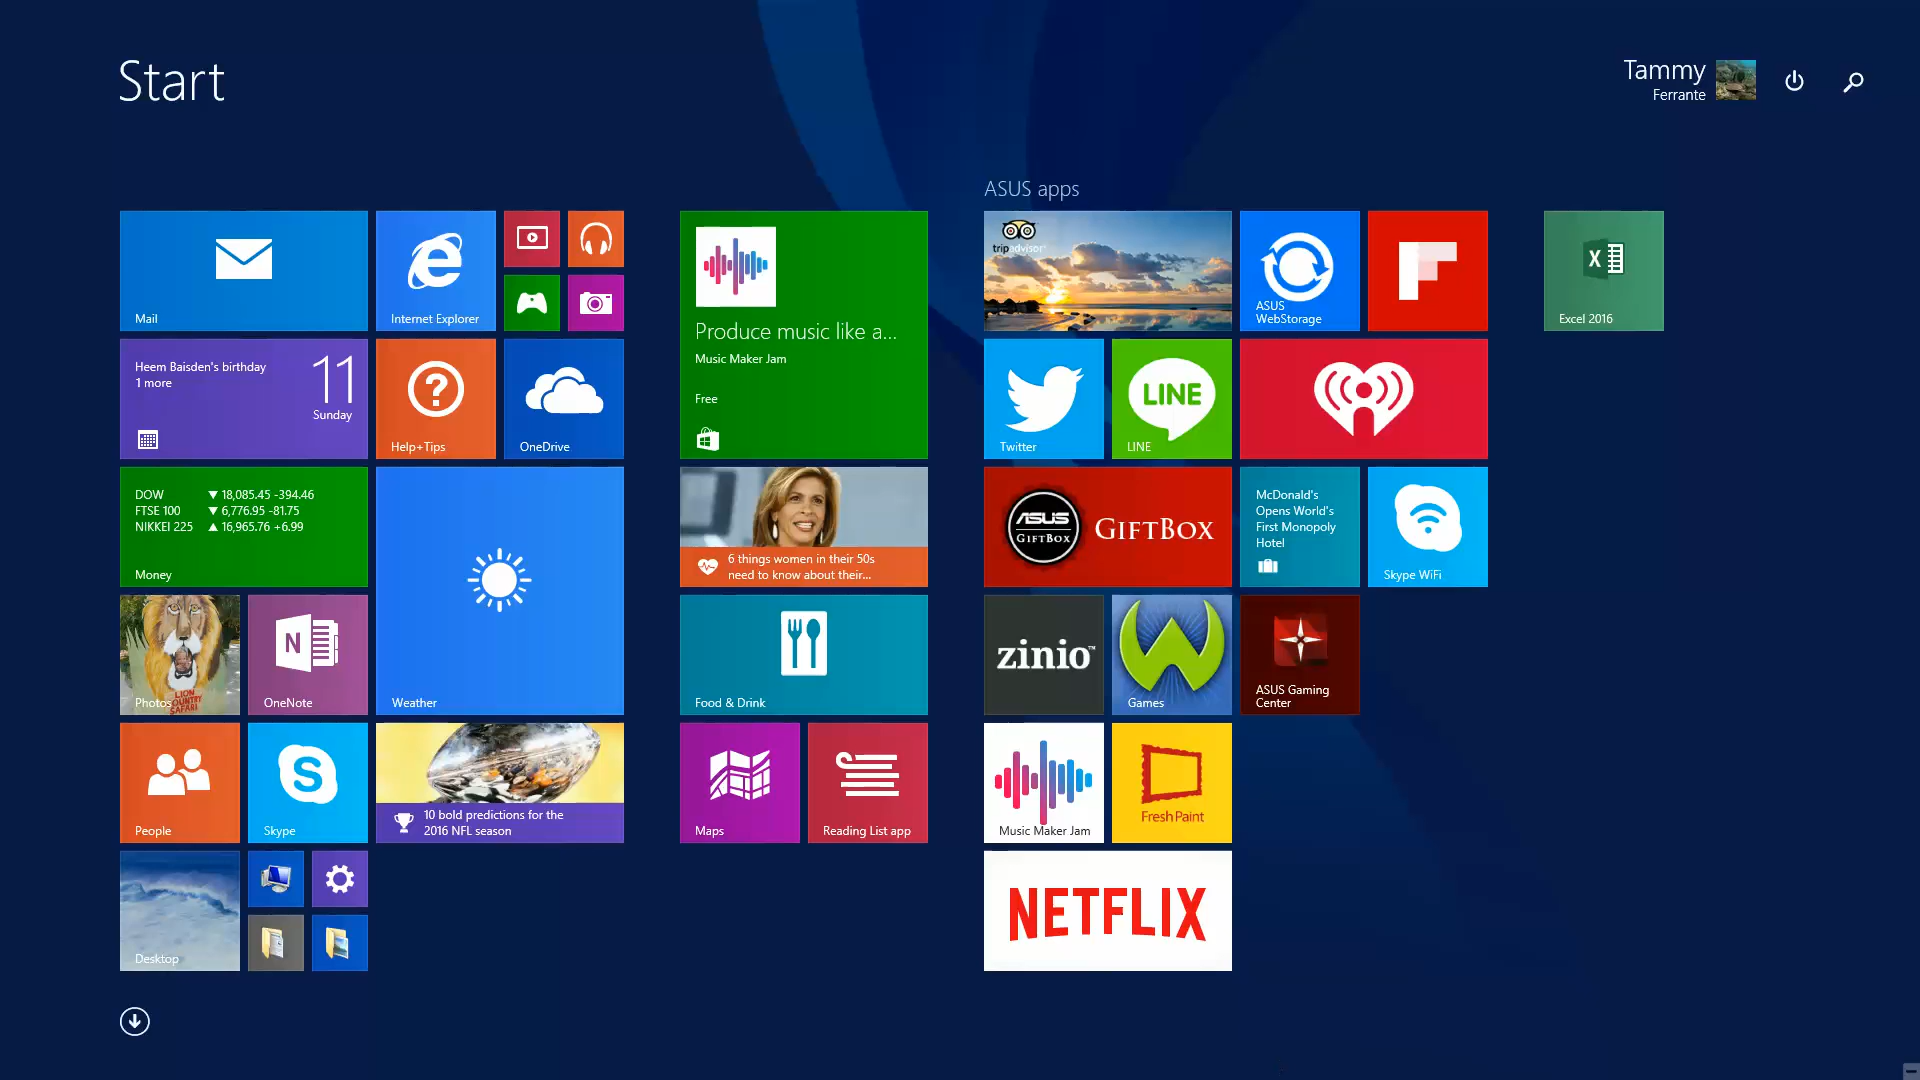 Start
Tammy
Ferrante
Mail
Internet Explorer
Heem Baisden's birthday
1 more
11
Sunday
Help+Tips
OneDrive
DOW ▼ 18,085.45 -394.46
FTSE 100 ▼ 6,776.95 -81.75
NIKKEI 225 ▲ 16,965.76 +6.99
Money
Weather
Photos
LION
COUNTRY
SAFARI
N
OneNote
People
S
Skype
10 bold predictions for the
2016 NFL season
Desktop
Produce music like a...
Music Maker Jam
Free
6 things women in their 50s
need to know about their...
Food & Drink
Maps
Reading List app
ASUS apps
tripadvisor
ASUS
WebStorage
Twitter
LINE
LINE
ASUS
GIFTBOX
GIFTBOX
McDonald's
Opens World's
First Monopoly
Hotel
Skype WiFi
zinio™
Games
ASUS Gaming
Center
Music Maker Jam
Fresh Paint
NETFLIX
X
Excel 2016